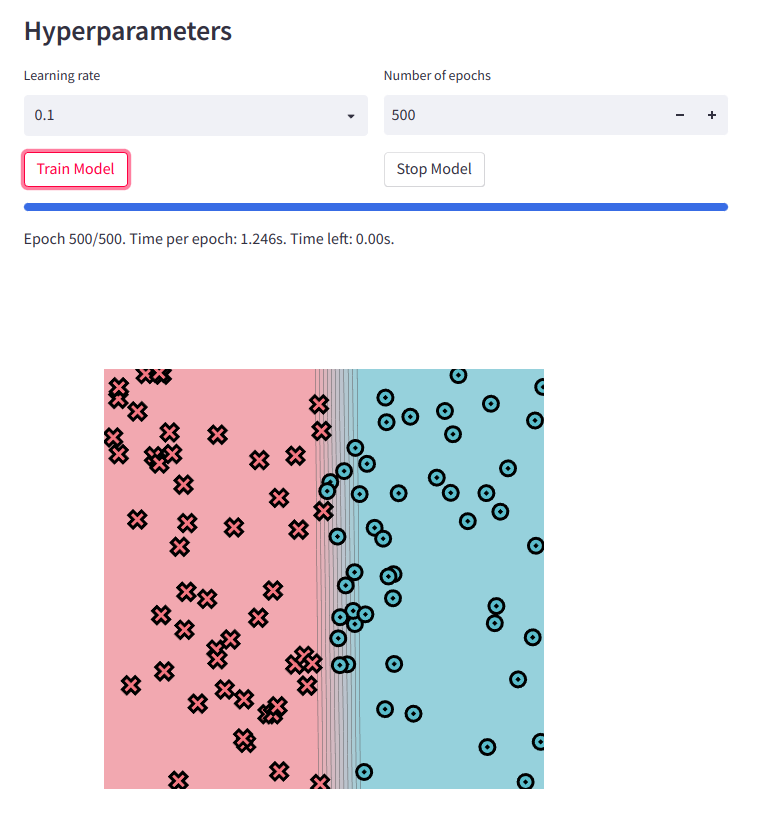 Hyperparameters
Learning rate
Number of epochs
0.1
500
Train Model
Stop Model
Epoch 500/500. Time per epoch: 1.246s. Time left: 0.00s.